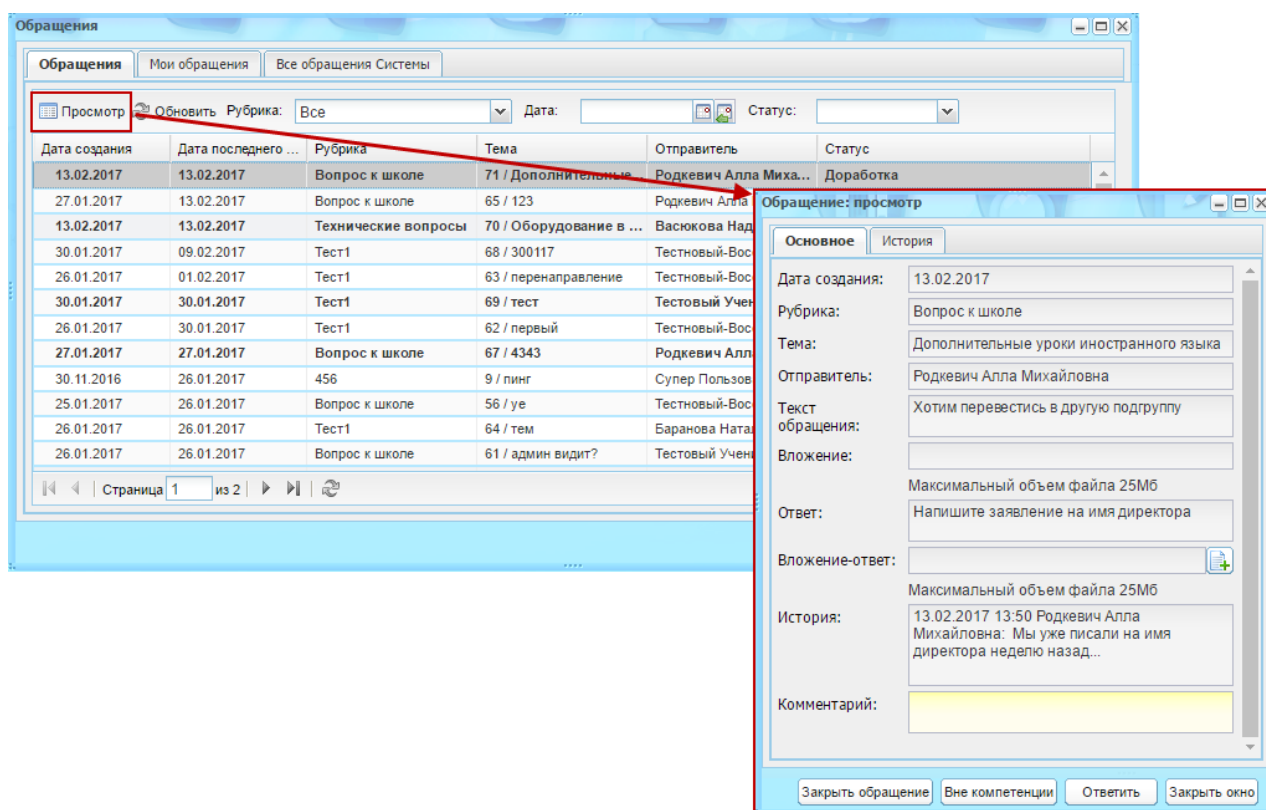 Обращения
Обращения Мои обращения Все обращения Системы
Просмотр Обновить Рубрика: Все Дата: Статус:
Дата создания Дата последнего ... Рубрика Тема Отправитель Статус
13.02.2017 13.02.2017 Вопрос к школе 71 / Дополнительные... Родкевич Алла Миха... Доработка
27.01.2017 13.02.2017 Вопрос к школе 65 / 123 Родкевич Алла
13.02.2017 13.02.2017 Технические вопросы 70 / Оборудование в ... Васюкова Над
30.01.2017 09.02.2017 Тест1 68 / 300117 Тестновый-Вос
26.01.2017 01.02.2017 Тест1 63 / перенаправление Тестновый-Вос
30.01.2017 30.01.2017 Тест1 69 / тест Тестовый Учен
26.01.2017 30.01.2017 Тест1 62 / первый Тестновый-Вос
27.01.2017 27.01.2017 Вопрос к школе 67 / 4343 Родкевич Алл
30.11.2016 26.01.2017 456 9 / пинг Супер Пользов
25.01.2017 26.01.2017 Вопрос к школе 56 / уе Тестновый-Вос
26.01.2017 26.01.2017 Тест1 64 / тем Баранова Ната
26.01.2017 26.01.2017 Вопрос к школе 61 / админ видит? Тестовый Учен
Страница 1 из 2
Обращение: просмотр
Основное История
Дата создания: 13.02.2017
Рубрика: Вопрос к школе
Тема: Дополнительные уроки иностранного языка
Отправитель: Родкевич Алла Михайловна
Текст обращения: Хотим перевестись в другую подгруппу
Вложение:
Максимальный объем файла 25Мб
Ответ: Напишите заявление на имя директора
Вложение-ответ:
Максимальный объем файла 25Мб
История: 13.02.2017 13:50 Родкевич Алла
Михайловна: Мы уже писали на имя
директора неделю назад...
Комментарий:
Закрыть обращение Вне компетенции Ответить Закрыть окно